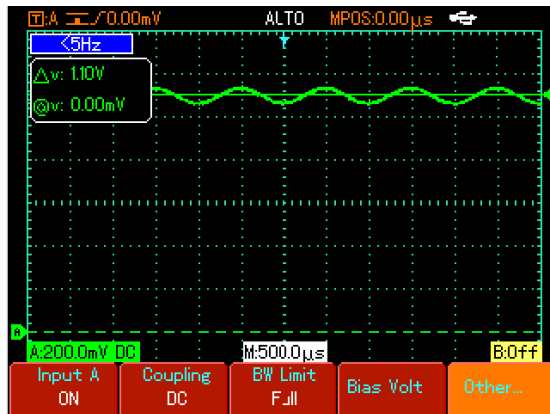 T:A 0.00mV ALTO MPOS:0.00μs
<5Hz
△v: 1.10V
@v: 0.00mV
A
A:200.0mV DC M:500.0μs B:Off
Input A Coupling BW Limit Bias Volt Other...
ON DC Full